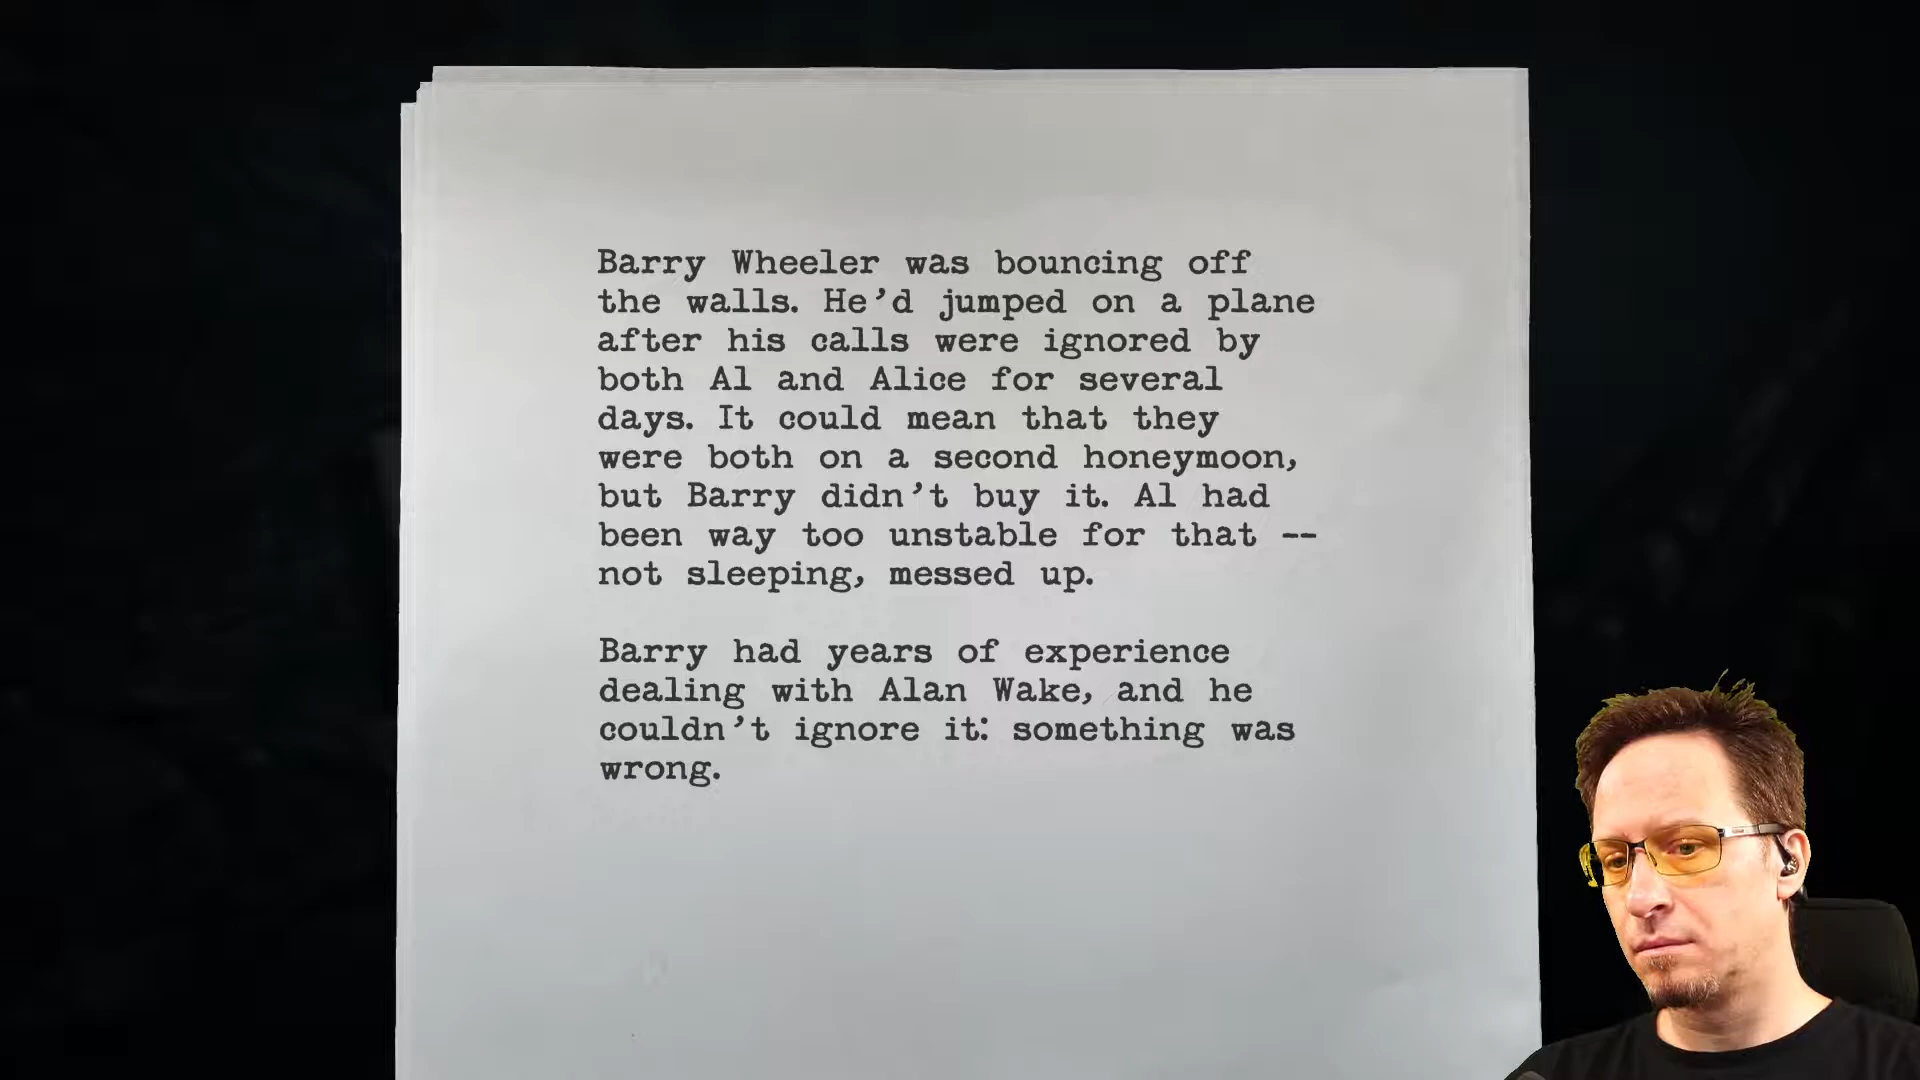 Barry Wheeler was bouncing off
the walls. He’d jumped on a plane
after his calls were ignored by
both Al and Alice for several
days. It could mean that they
were both on a second honeymoon,
but Barry didn’t buy it. Al had
been way too unstable for that --
not sleeping, messed up.
Barry had years of experience
dealing with Alan Wake, and he
couldn’t ignore it: something was
wrong.